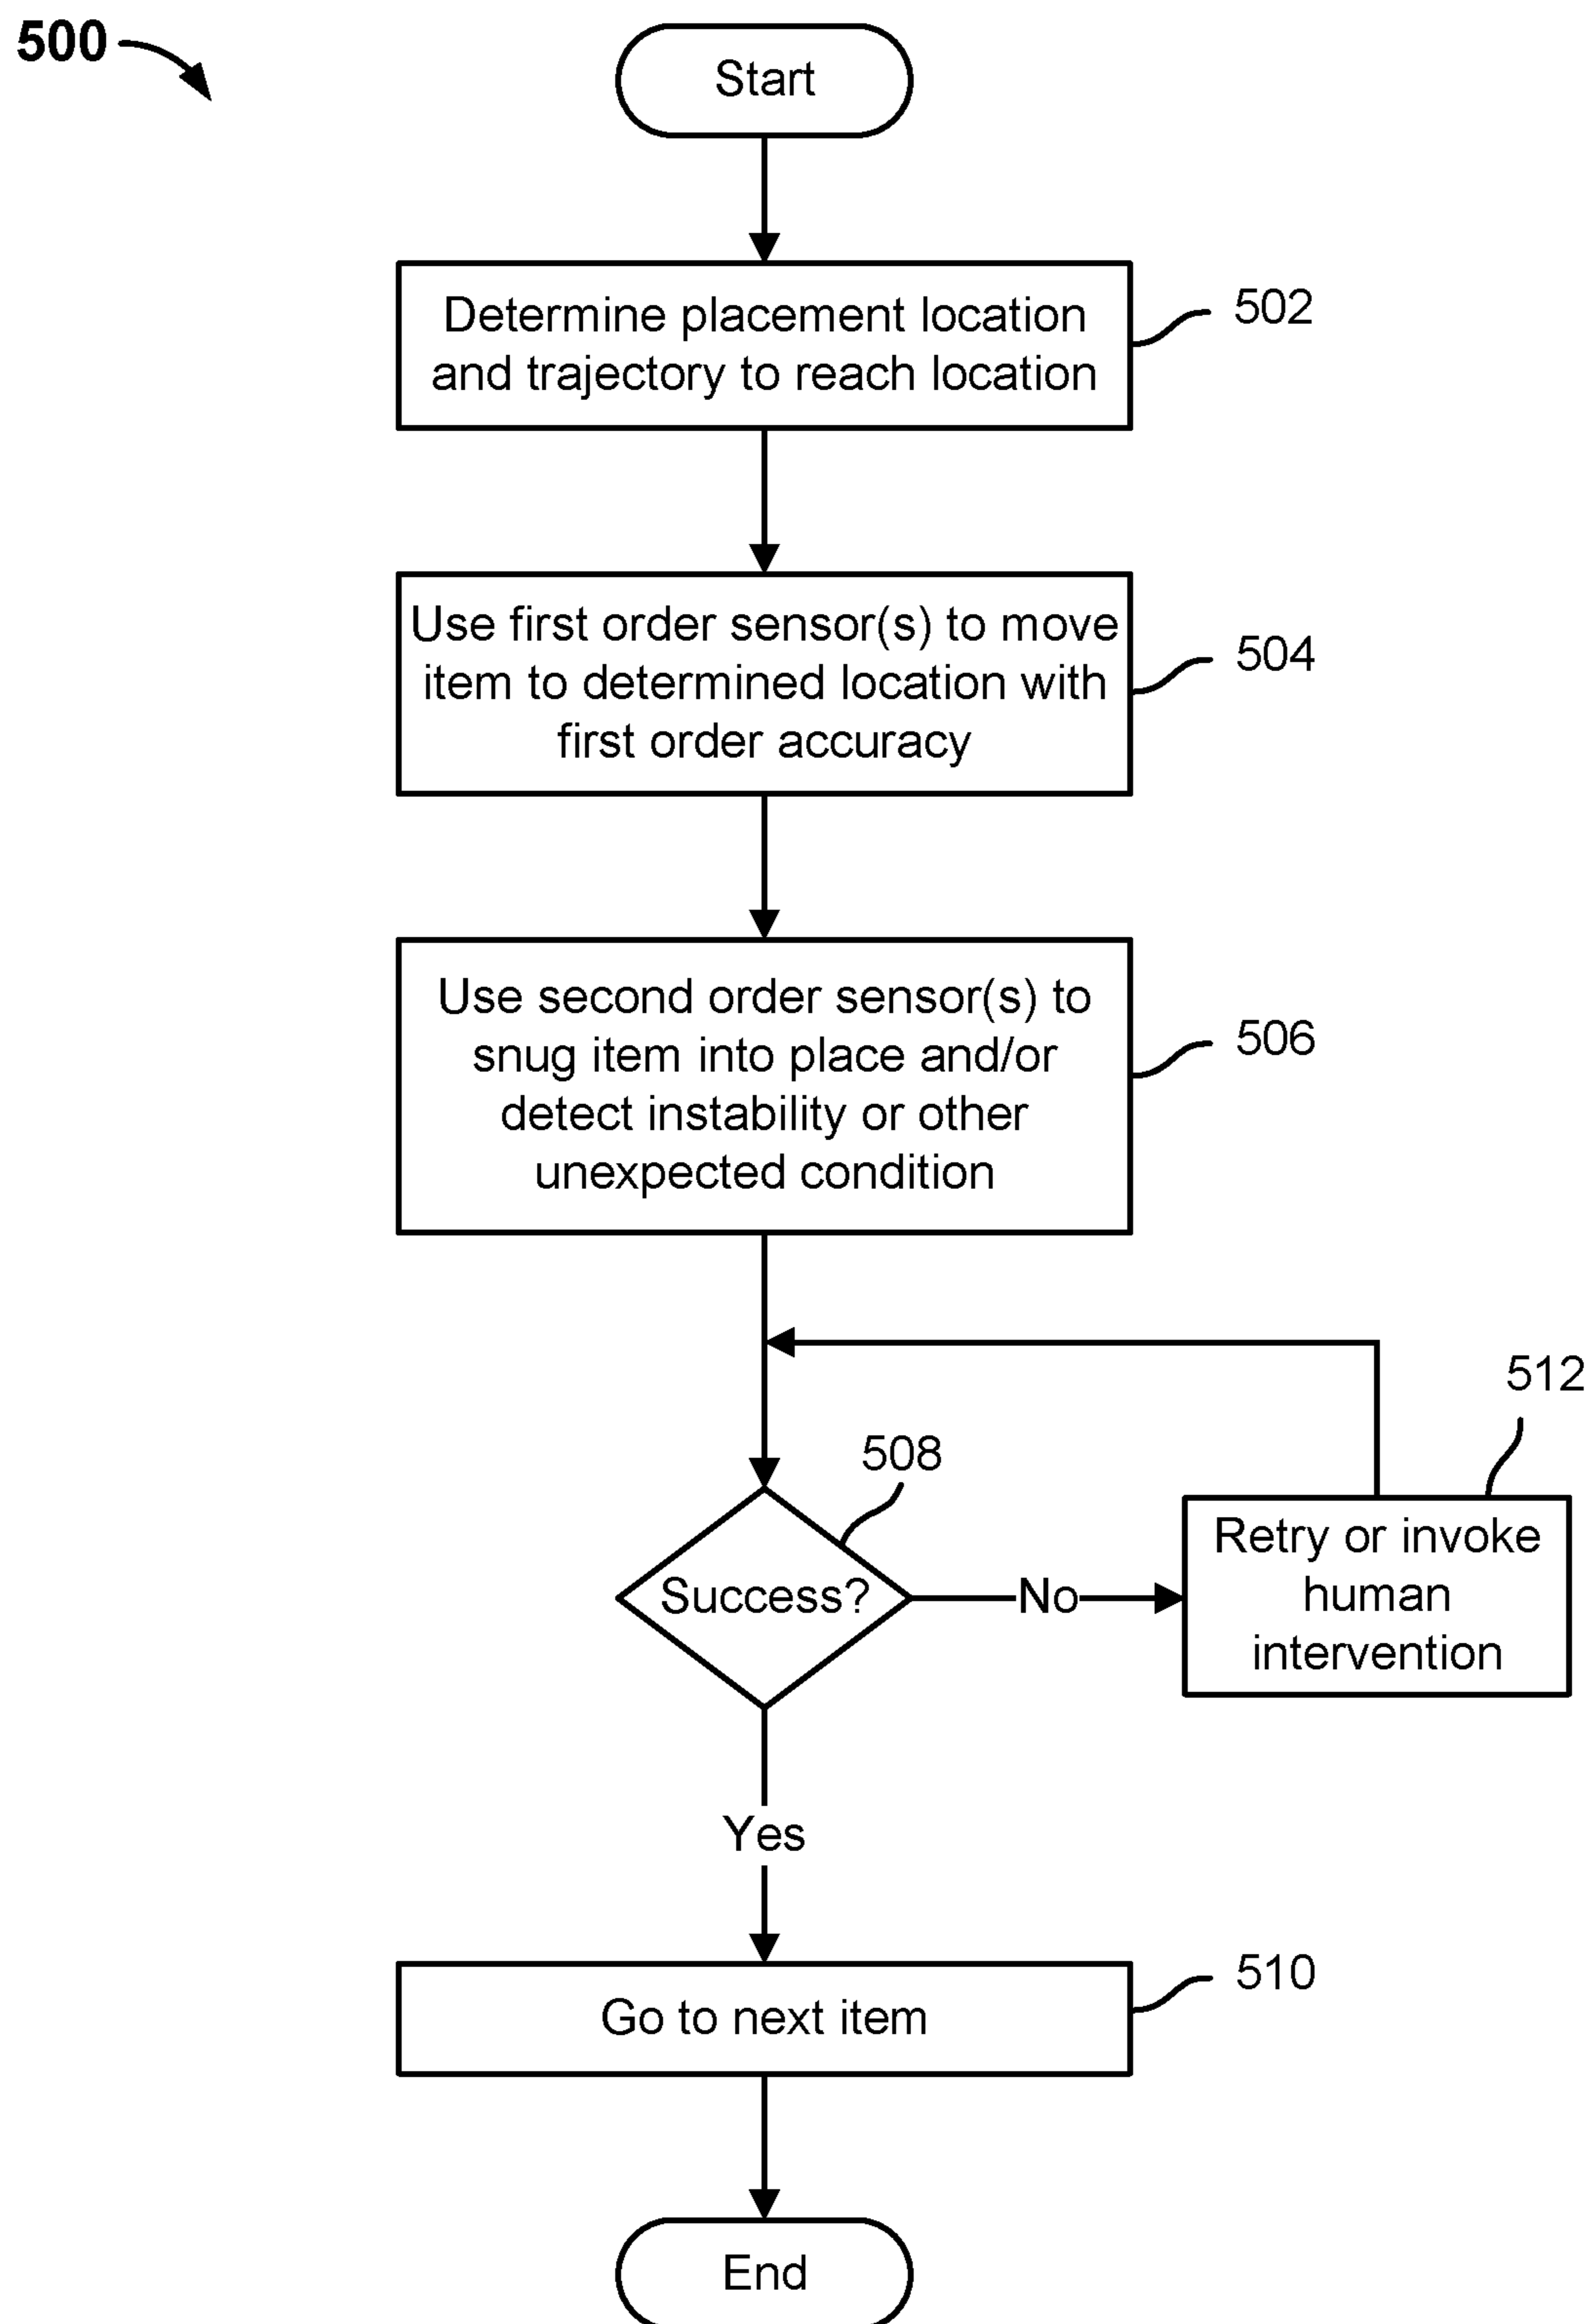 500
Start
Determine placement location
and trajectory to reach location
502
Use first order sensor(s) to move
item to determined location with
first order accuracy
504
Use second order sensor(s) to
snug item into place and/or
detect instability or other
unexpected condition
506
508
Success?
No
512
Retry or invoke
human
intervention
Yes
Go to next item
510
End